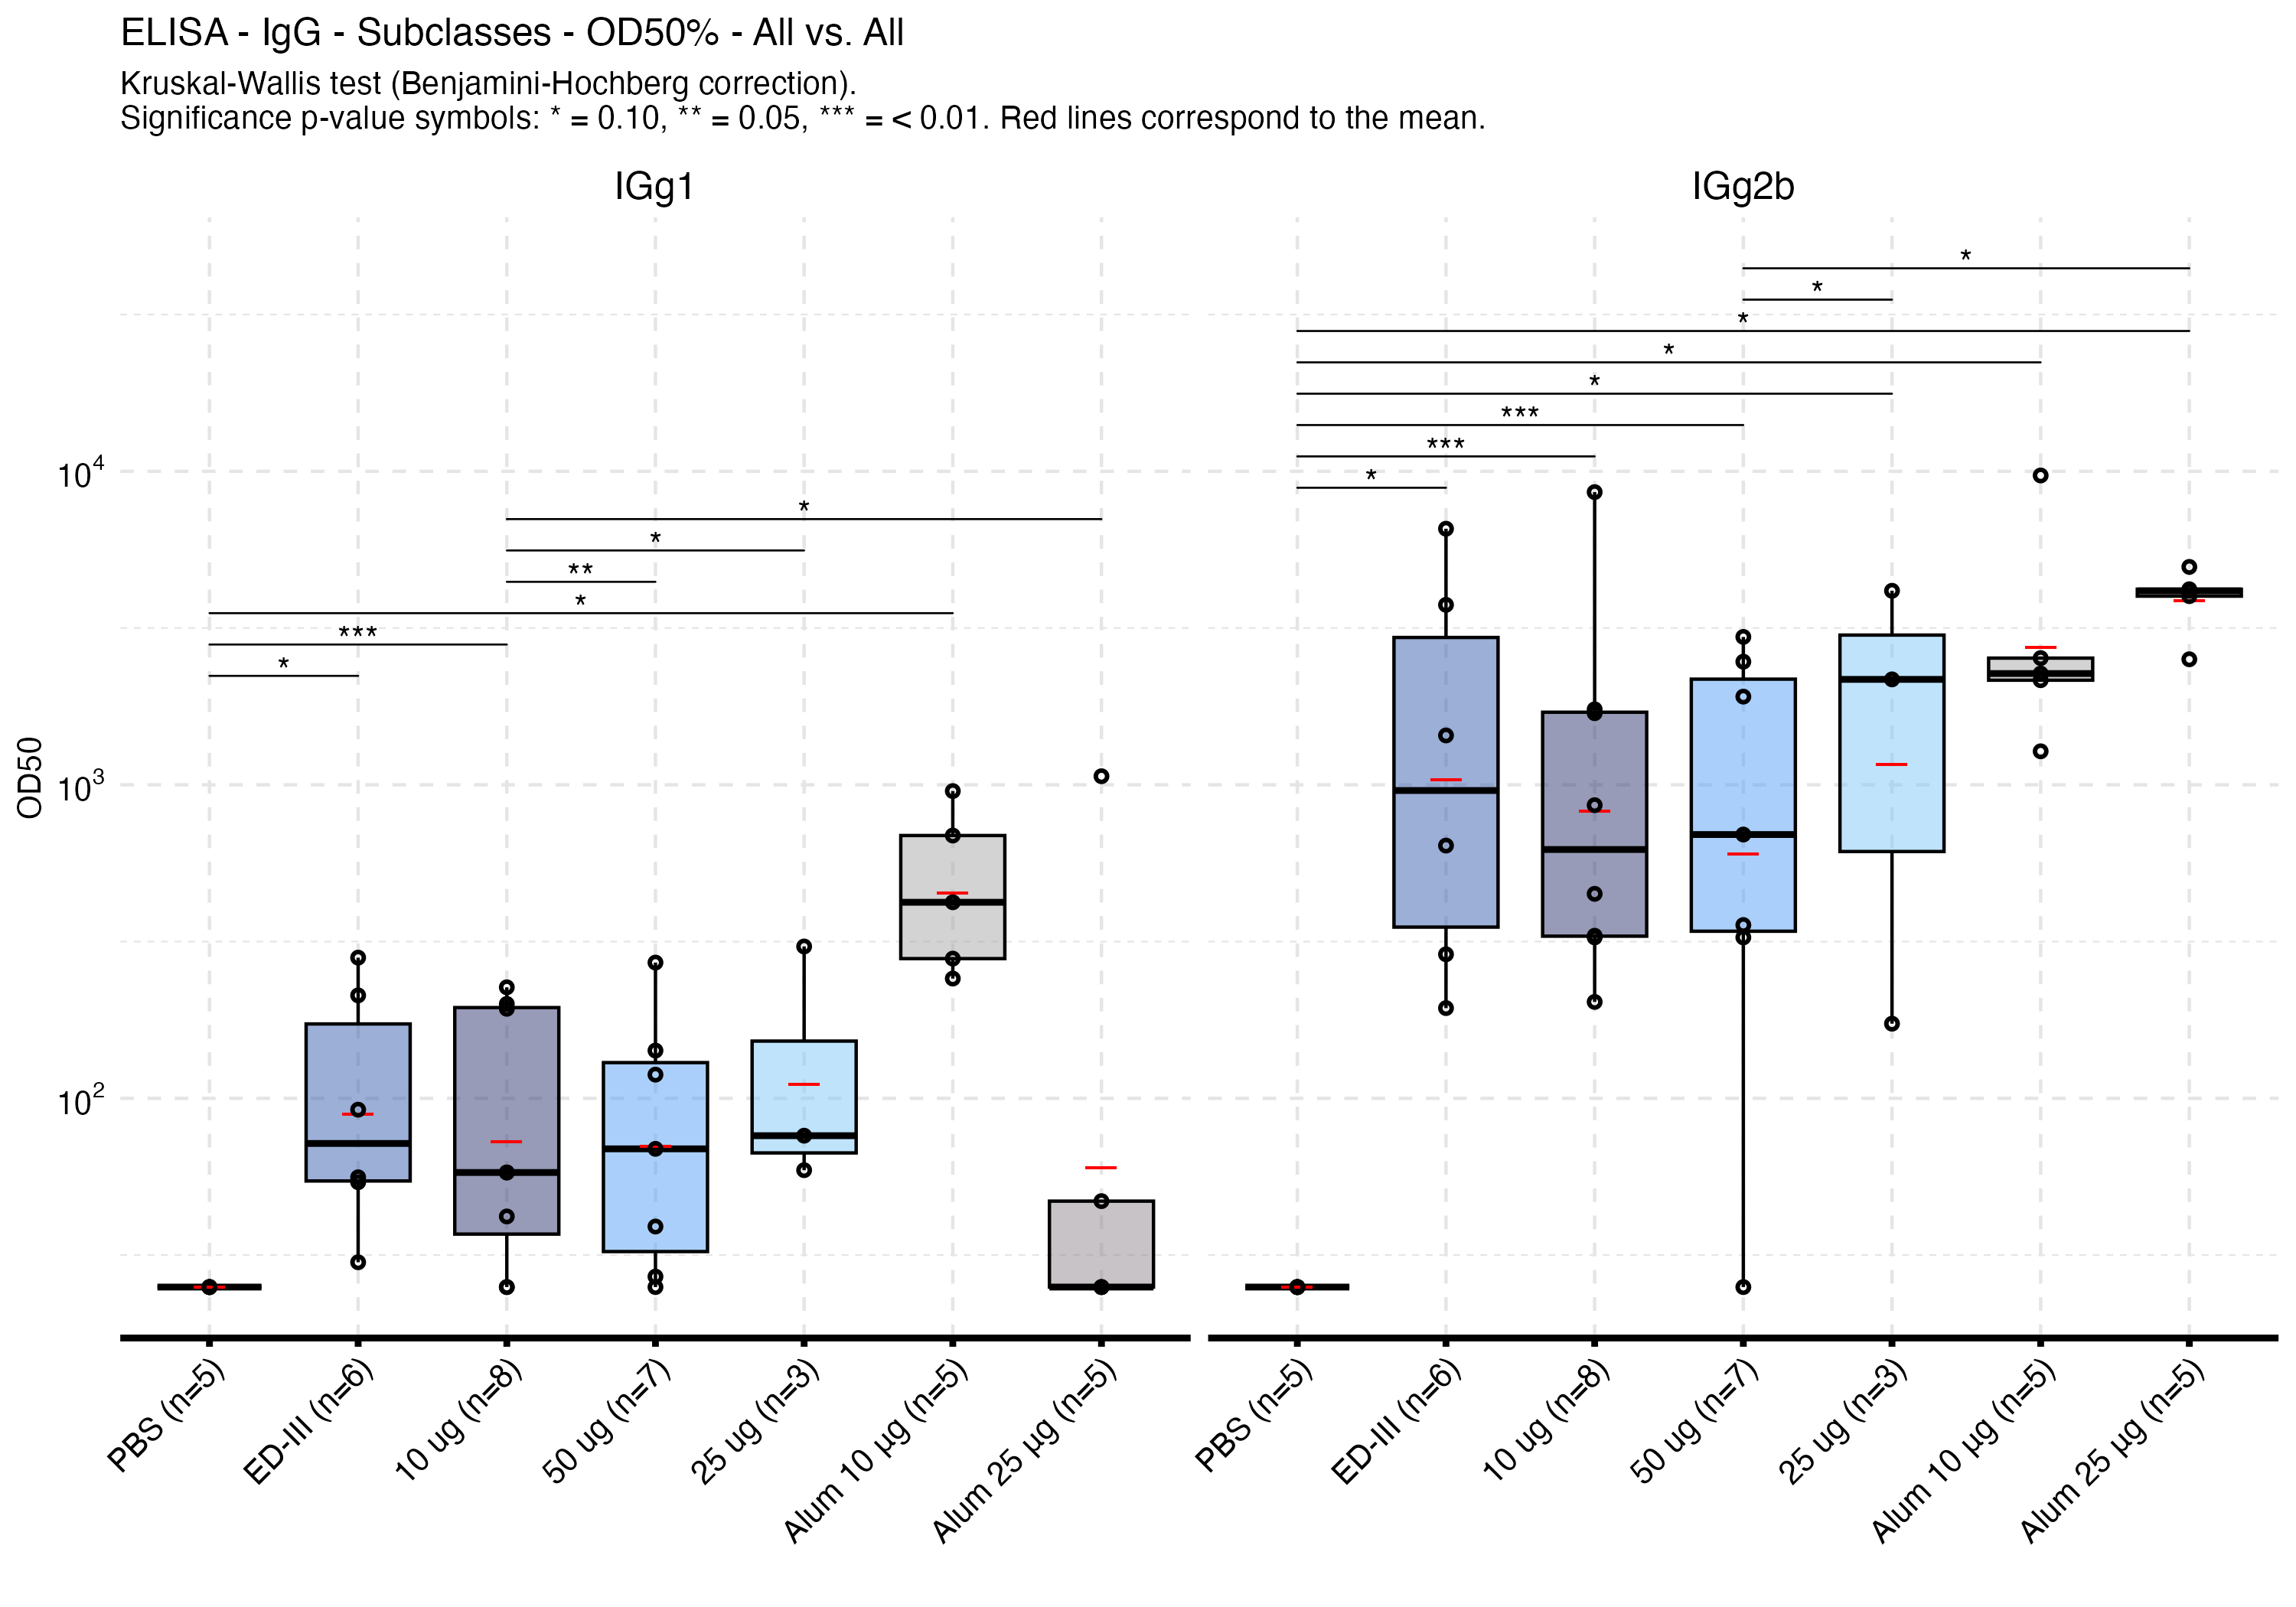 ELISA - IgG - Subclasses - OD50% - All vs. All
Kruskal-Wallis test (Benjamini-Hochberg correction).
Significance p-value symbols: * = 0.10, ** = 0.05, *** = < 0.01. Red lines correspond to the mean.
IGg1
IGg2b
*
*
*
*
*
***
***
*
*
*
**
*
***
*
OD50
10⁴
10³
10²
PBS (n=5)
ED-III (n=6)
10 ug (n=8)
50 ug (n=7)
25 ug (n=3)
Alum 10 µg (n=5)
Alum 25 µg (n=5)
PBS (n=5)
ED-III (n=6)
10 ug (n=8)
50 ug (n=7)
25 ug (n=3)
Alum 10 µg (n=5)
Alum 25 µg (n=5)